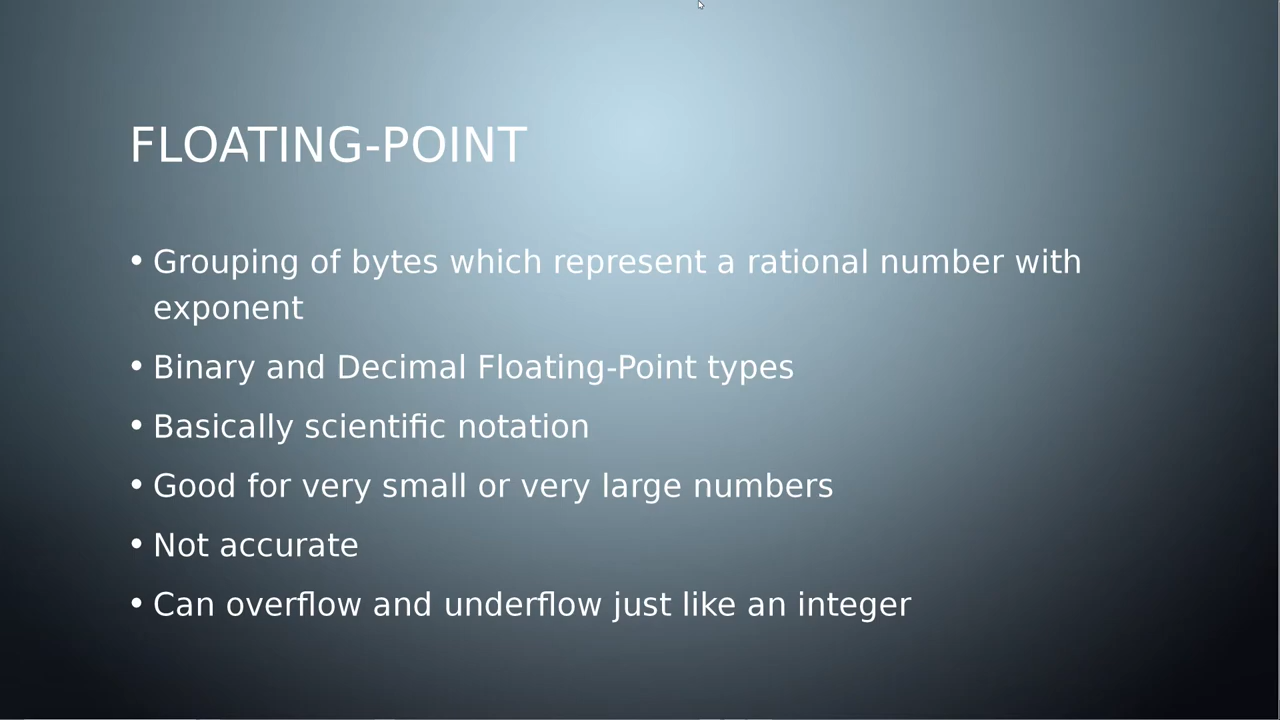 FLOATING-POINT
• Grouping of bytes which represent a rational number with
exponent
• Binary and Decimal Floating-Point types
• Basically scientific notation
• Good for very small or very large numbers
• Not accurate
• Can overflow and underflow just like an integer